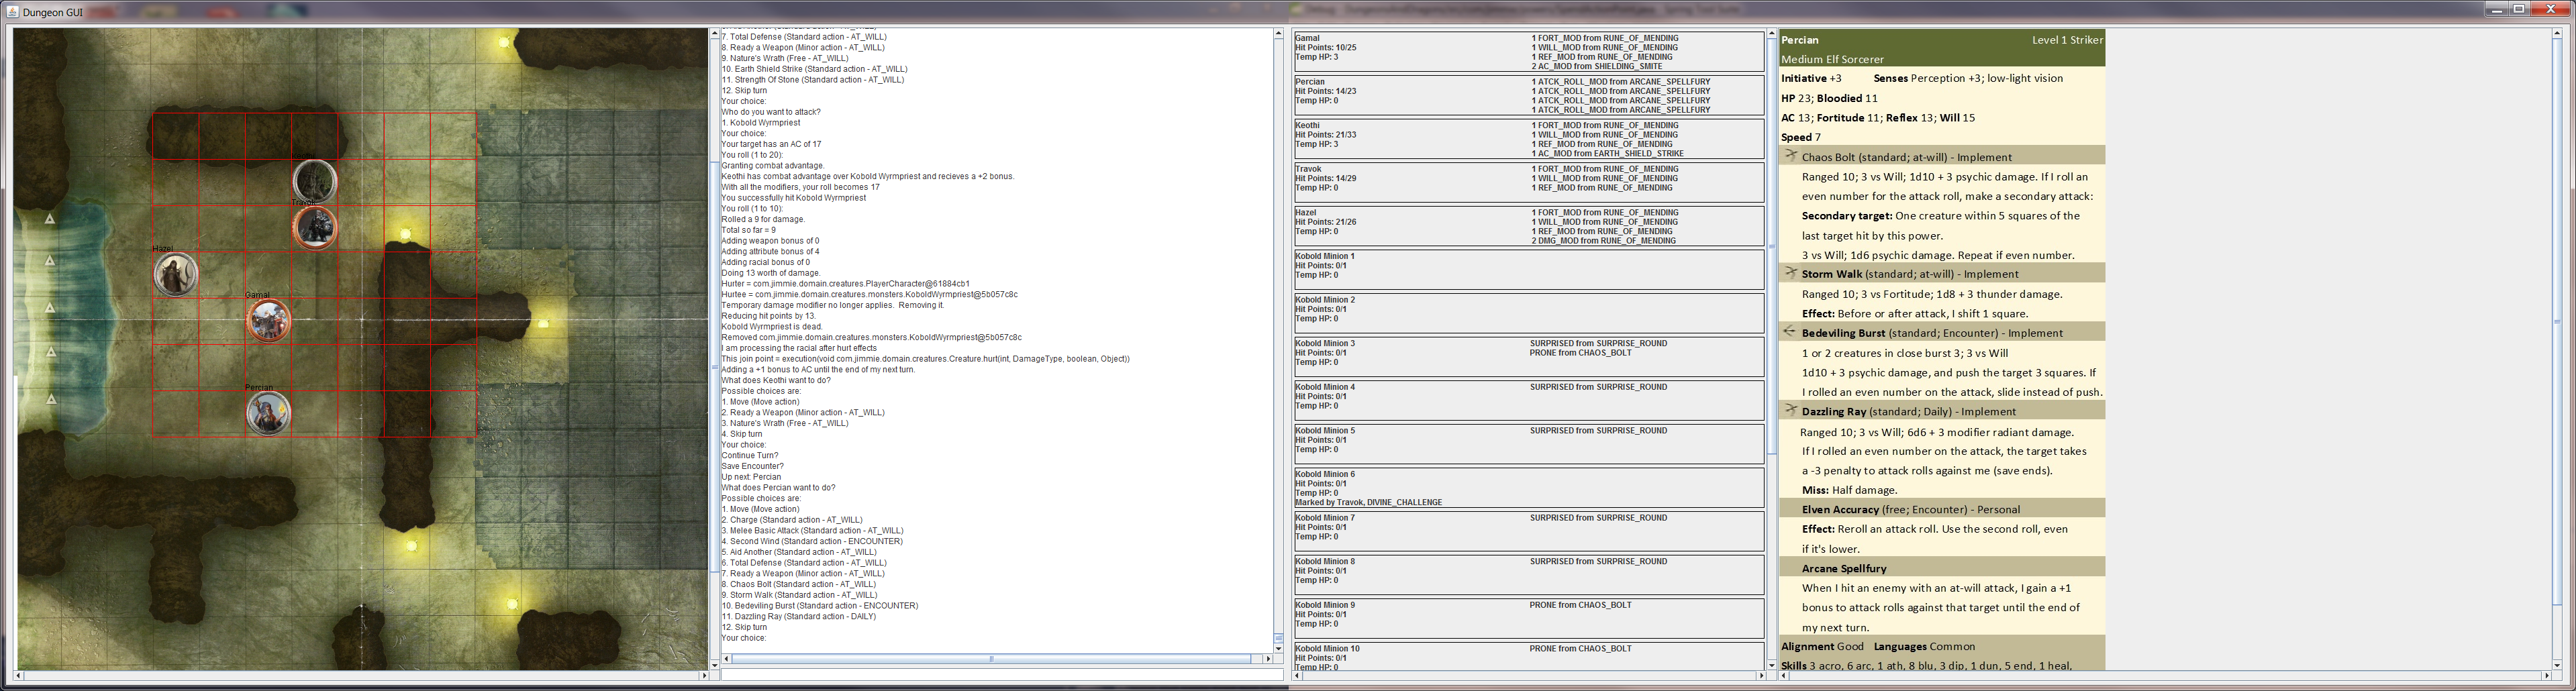 Dungeon GUI
Travok
Hazel
Gamal
Percian
7. Total Defense (Standard action - AT_WILL)
8. Ready a Weapon (Minor action - AT_WILL)
9. Nature's Wrath (Free - AT_WILL)
10. Earth Shield Strike (Standard action - AT_WILL)
11. Strength Of Stone (Standard action - AT_WILL)
12. Skip turn
Your choice:
Who do you want to attack?
1. Kobold Wyrmpriest
Your choice:
Your target has an AC of 17
You roll (1 to 20):
Granting combat advantage.
Keothi has combat advantage over Kobold Wyrmpriest and recieves a +2 bonus.
With all the modifiers, your roll becomes 17
You successfully hit Kobold Wyrmpriest
You roll (1 to 10):
Rolled a 9 for damage.
Total so far = 9
Adding weapon bonus of 0
Adding attribute bonus of 4
Adding racial bonus of 0
Doing 13 worth of damage.
Hurter = com.jimmie.domain.creatures.PlayerCharacter@61884cb1
Hurtee = com.jimmie.domain.creatures.monsters.KoboldWyrmpriest@5b057c8c
Temporary damage modifier no longer applies.  Removing it.
Reducing hit points by 13.
Kobold Wyrmpriest is dead.
Removed com.jimmie.domain.creatures.monsters.KoboldWyrmpriest@5b057c8c
I am processing the racial after hurt effects
This join point = execution(void com.jimmie.domain.creatures.Creature.hurt(int, DamageType, boolean, Object))
Adding a +1 bonus to AC until the end of my next turn.
What does Keothi want to do?
Possible choices are:
1. Move (Move action)
2. Ready a Weapon (Minor action - AT_WILL)
3. Nature's Wrath (Free - AT_WILL)
4. Skip turn
Your choice:
Continue Turn?
Save Encounter?
Up next: Percian
What does Percian want to do?
Possible choices are:
1. Move (Move action)
2. Charge (Standard action - AT_WILL)
3. Melee Basic Attack (Standard action - AT_WILL)
4. Second Wind (Standard action - ENCOUNTER)
5. Aid Another (Standard action - AT_WILL)
6. Total Defense (Standard action - AT_WILL)
7. Ready a Weapon (Minor action - AT_WILL)
8. Chaos Bolt (Standard action - AT_WILL)
9. Storm Walk (Standard action - AT_WILL)
10. Bedeviling Burst (Standard action - ENCOUNTER)
11. Dazzling Ray (Standard action - DAILY)
12. Skip turn
Your choice:
Gamal 1 FORT_MOD from RUNE_OF_MENDING
Hit Points: 10/25 1 WILL_MOD from RUNE_OF_MENDING
Temp HP: 3 1 REF_MOD from RUNE_OF_MENDING
2 AC_MOD from SHIELDING_SMITE
Percian 1 ATCK_ROLL_MOD from ARCANE_SPELLFURY
Hit Points: 14/23 1 ATCK_ROLL_MOD from ARCANE_SPELLFURY
Temp HP: 0 1 ATCK_ROLL_MOD from ARCANE_SPELLFURY
1 ATCK_ROLL_MOD from ARCANE_SPELLFURY
Keothi 1 FORT_MOD from RUNE_OF_MENDING
Hit Points: 21/33 1 WILL_MOD from RUNE_OF_MENDING
Temp HP: 3 1 REF_MOD from RUNE_OF_MENDING
1 AC_MOD from EARTH_SHIELD_STRIKE
Travok 1 FORT_MOD from RUNE_OF_MENDING
Hit Points: 14/29 1 WILL_MOD from RUNE_OF_MENDING
Temp HP: 0 1 REF_MOD from RUNE_OF_MENDING
Hazel 1 FORT_MOD from RUNE_OF_MENDING
Hit Points: 21/26 1 WILL_MOD from RUNE_OF_MENDING
Temp HP: 0 1 REF_MOD from RUNE_OF_MENDING
2 DMG_MOD from RUNE_OF_MENDING
Kobold Minion 1
Hit Points: 0/1
Temp HP: 0
Kobold Minion 2
Hit Points: 0/1
Temp HP: 0
Kobold Minion 3 SURPRISED from SURPRISE_ROUND
Hit Points: 0/1 PRONE from CHAOS_BOLT
Temp HP: 0
Kobold Minion 4 SURPRISED from SURPRISE_ROUND
Hit Points: 0/1
Temp HP: 0
Kobold Minion 5 SURPRISED from SURPRISE_ROUND
Hit Points: 0/1
Temp HP: 0
Kobold Minion 6
Hit Points: 0/1
Temp HP: 0
Marked by Travok, DIVINE_CHALLENGE
Kobold Minion 7 SURPRISED from SURPRISE_ROUND
Hit Points: 0/1
Temp HP: 0
Kobold Minion 8 SURPRISED from SURPRISE_ROUND
Hit Points: 0/1
Temp HP: 0
Kobold Minion 9 PRONE from CHAOS_BOLT
Hit Points: 0/1
Temp HP: 0
Kobold Minion 10 PRONE from CHAOS_BOLT
Hit Points: 0/1
Temp HP: 0
Percian Level 1 Striker
Medium Elf Sorcerer
Initiative +3 Senses Perception +3; low-light vision
HP 23; Bloodied 11
AC 13; Fortitude 11; Reflex 13; Will 15
Speed 7
Chaos Bolt (standard; at-will) - Implement
Ranged 10; 3 vs Will; 1d10 + 3 psychic damage. If I roll an
even number for the attack roll, make a secondary attack:
Secondary target: One creature within 5 squares of the
last target hit by this power.
3 vs Will; 1d6 psychic damage. Repeat if even number.
Storm Walk (standard; at-will) - Implement
Ranged 10; 3 vs Fortitude; 1d8 + 3 thunder damage.
Effect: Before or after attack, I shift 1 square.
Bedeviling Burst (standard; Encounter) - Implement
1 or 2 creatures in close burst 3; 3 vs Will
1d10 + 3 psychic damage, and push the target 3 squares. If
I rolled an even number on the attack, slide instead of push.
Dazzling Ray (standard; Daily) - Implement
Ranged 10; 3 vs Will; 6d6 + 3 modifier radiant damage.
If I rolled an even number on the attack, the target takes
a -3 penalty to attack rolls against me (save ends).
Miss: Half damage.
Elven Accuracy (free; Encounter) - Personal
Effect: Reroll an attack roll. Use the second roll, even
if it's lower.
Arcane Spellfury
When I hit an enemy with an at-will attack, I gain a +1
bonus to attack rolls against that target until the end of
my next turn.
Alignment Good Languages Common
Skills 3 acro, 6 arc, 1 ath, 8 blu, 3 dip, 1 dun, 5 end, 1 heal,